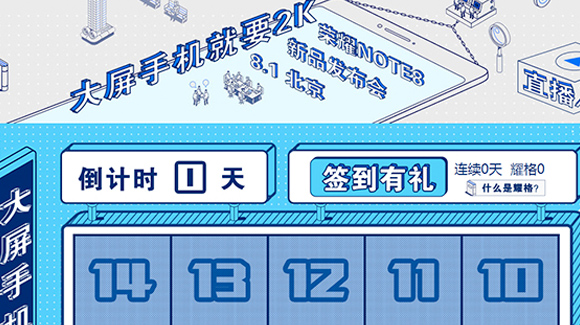 大屏手机就要2K
荣耀NOTE8
新品发布会
8.1 北京
直播
倒计时 0 天
签到有礼
连续0天 耀格0
什么是耀格?
大屏手机
14 13 12 11 10